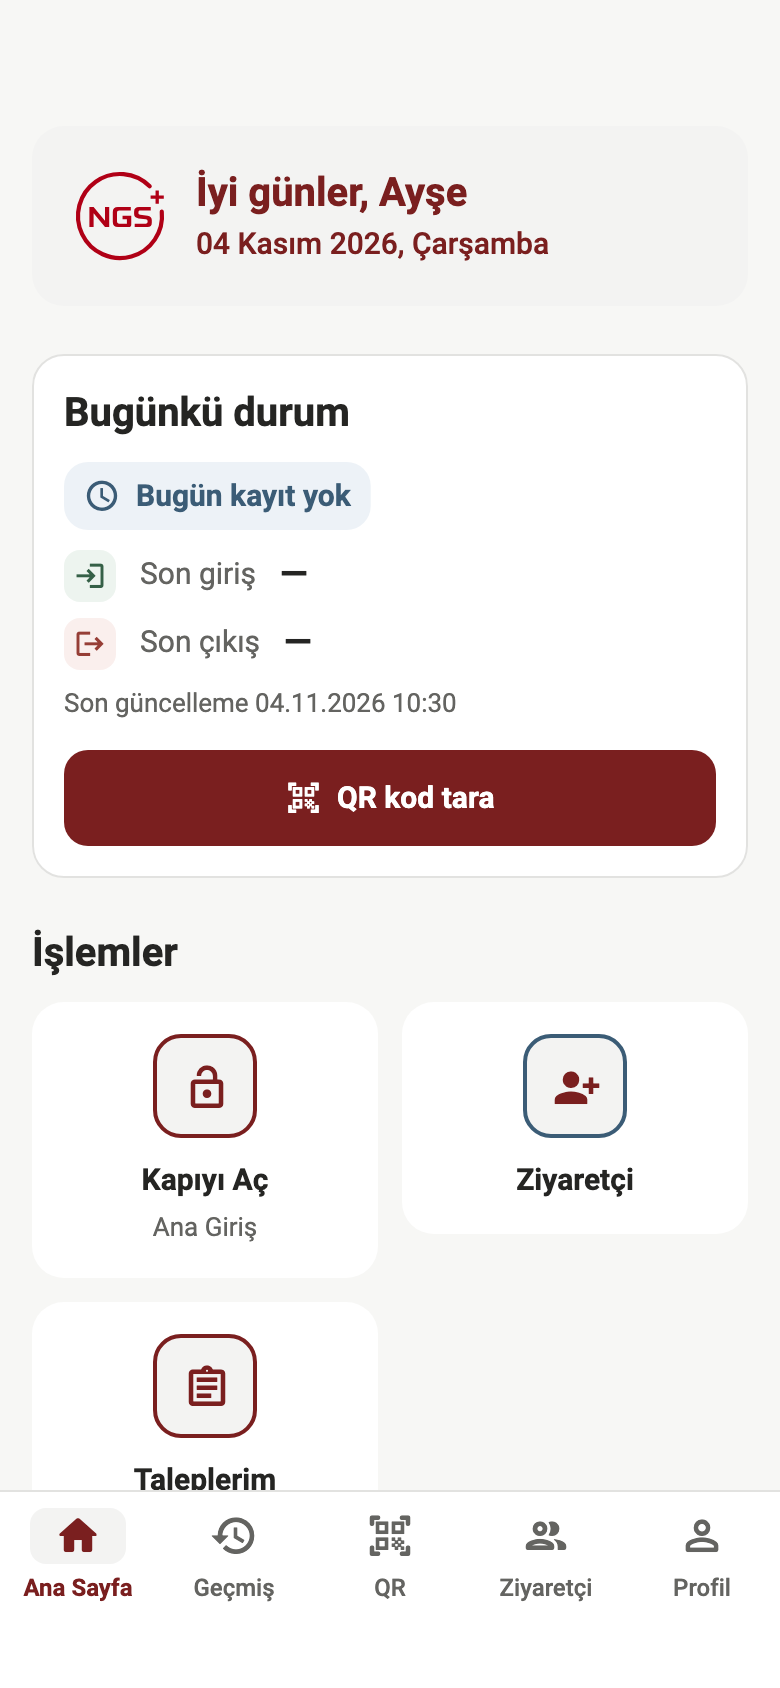 NGS+
İyi günler, Ayşe
04 Kasım 2026, Çarşamba
Bugünkü durum
Bugün kayıt yok
Son giriş —
Son çıkış —
Son güncelleme 04.11.2026 10:30
QR kod tara
İşlemler
Kapıyı Aç
Ana Giriş
Ziyaretçi
Taleplerim
Ana Sayfa
Geçmiş
QR
Ziyaretçi
Profil